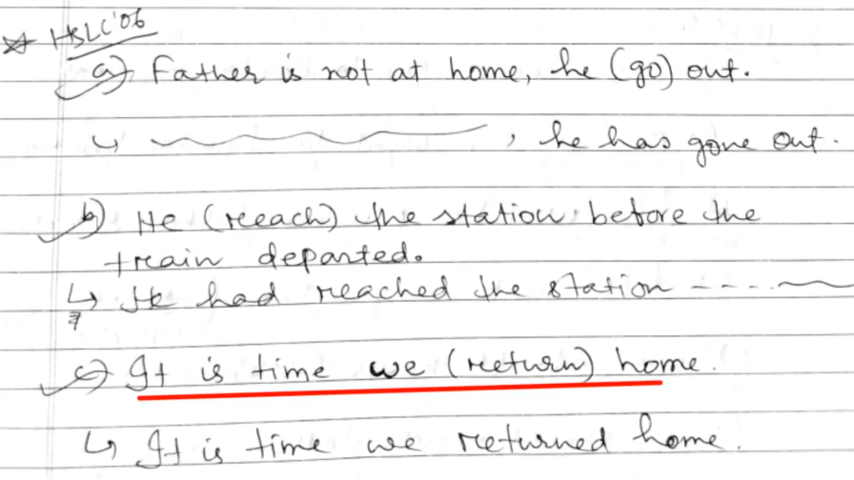 HSLC'06
a) Father is not at home, he (go) out.
↳ , he has gone out.
b) He (reach) the station before the
train departed.
↳ He had reached the station ----
c) It is time we (return) home.
↳ It is time we returned home.